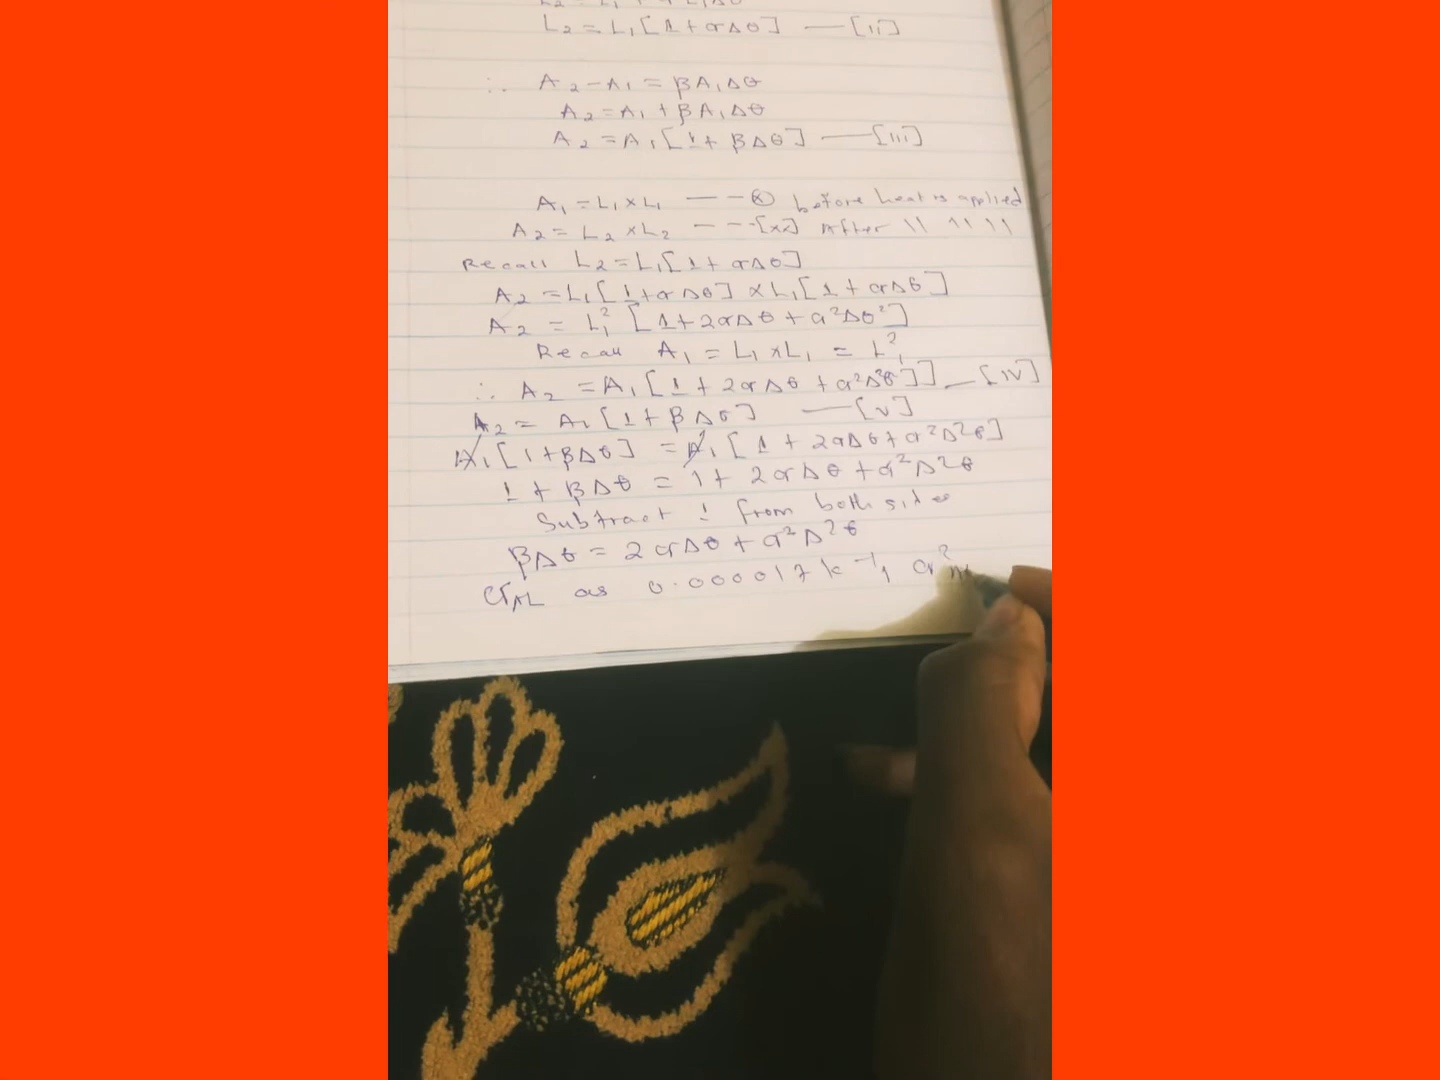 L₂ = L₁[1 + αΔθ] —— [ii]
∴ A₂ - A₁ = βA₁Δθ
A₂ = A₁ + βA₁Δθ
A₂ = A₁[1 + βΔθ] —— [iii]
A₁ = L₁ × L₁ — — ⓧ before heat is applied
A₂ = L₂ × L₂ — — - [xx] After \\ \\ \\
Recall L₂ = L₁[1 + αΔθ]
A₂ = L₁[1 + αΔθ] × L₁[1 + αΔθ]
A₂ = L₁² [1 + 2αΔθ + α²Δθ²]
Recall A₁ = L₁ × L₁ = L₁²
∴ A₂ = A₁[1 + 2αΔθ + α²Δ²θ]] — [IV]
A₂ = A₁[1 + βΔθ] —— [v]
A₁[1 + βΔθ] = A₁[1 + 2αΔθ + α²Δ²θ]
1 + βΔθ = 1 + 2αΔθ + α²Δ²θ
Subtract 1 from both sides
βΔθ = 2αΔθ + α²Δ²θ
αAL as 0.000017k⁻¹, α²